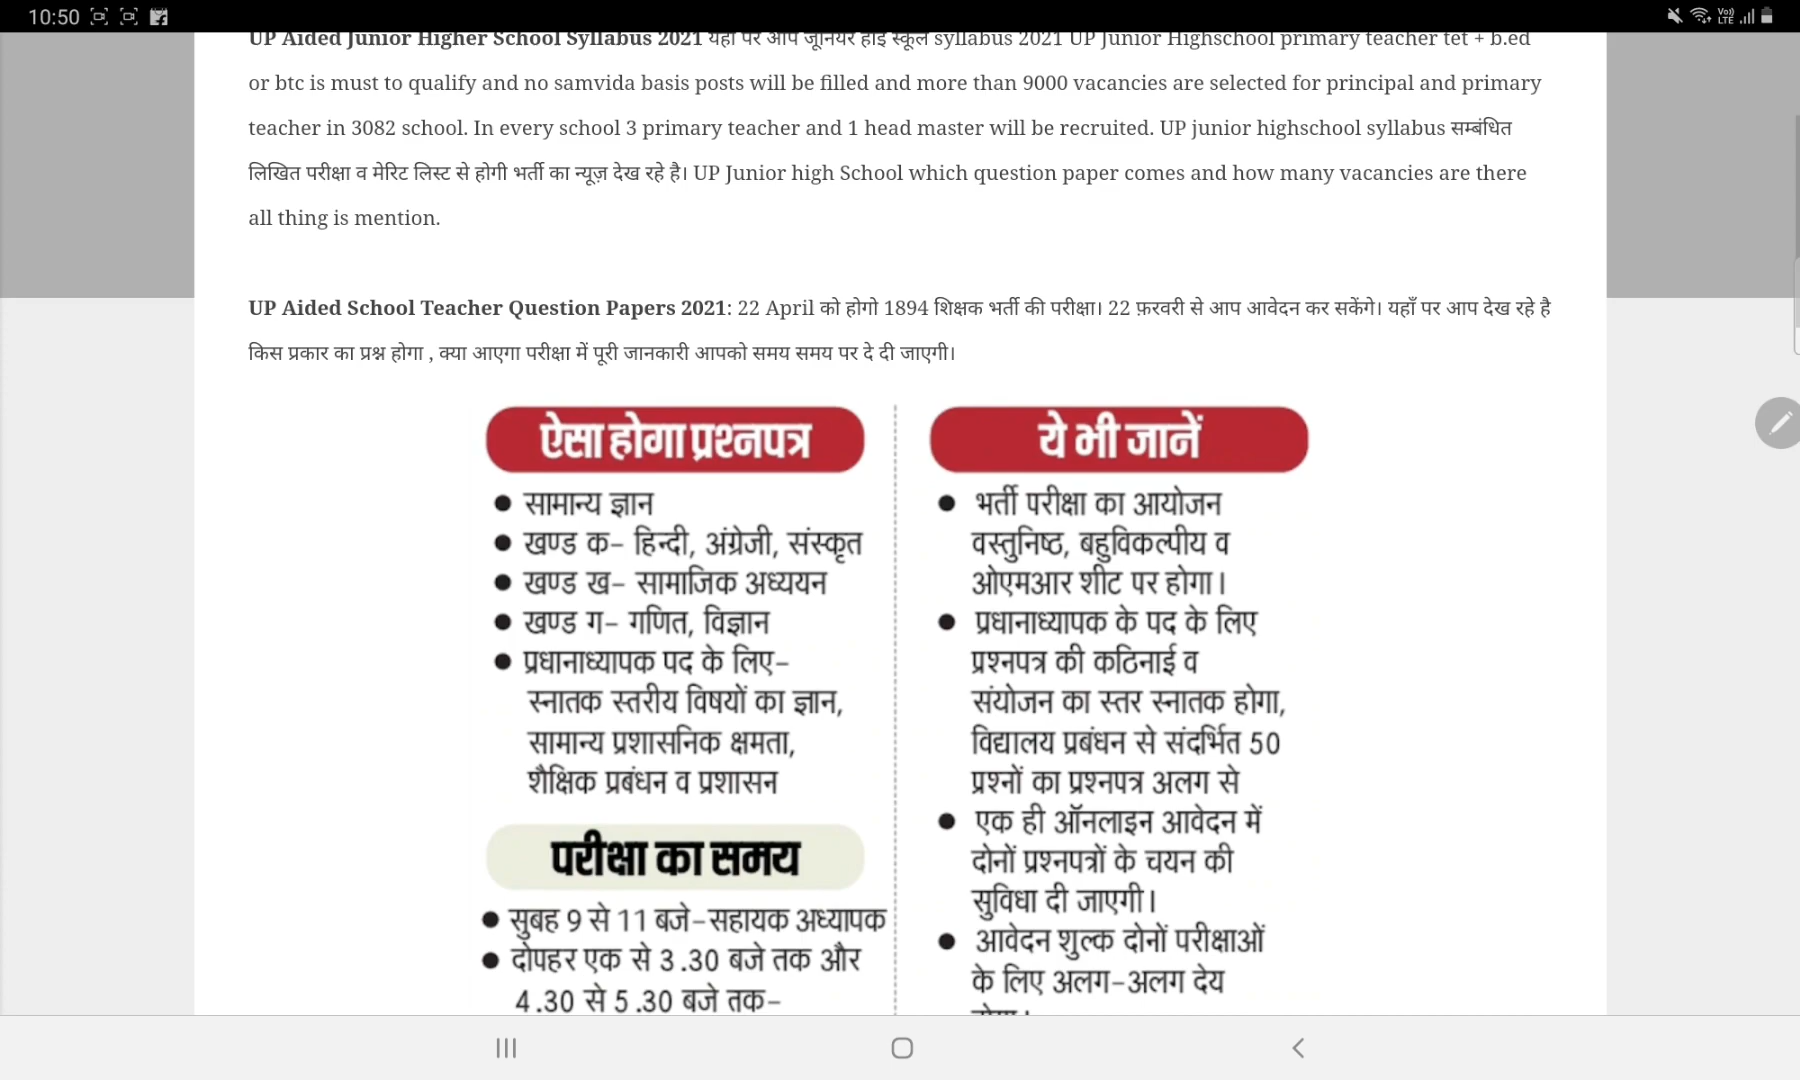 10:50
UP Aided Junior Higher School Syllabus 2021 यहाँ पर आप जूनियर हाई स्कूल syllabus 2021 UP Junior Highschool primary teacher tet + b.ed
or btc is must to qualify and no samvida basis posts will be filled and more than 9000 vacancies are selected for principal and primary
teacher in 3082 school. In every school 3 primary teacher and 1 head master will be recruited. UP junior highschool syllabus सम्बंधित
लिखित परीक्षा व मेरिट लिस्ट से होगी भर्ती का न्यूज़ देख रहे है। UP Junior high School which question paper comes and how many vacancies are there
all thing is mention.
UP Aided School Teacher Question Papers 2021: 22 April को होगो 1894 शिक्षक भर्ती की परीक्षा। 22 फ़रवरी से आप आवेदन कर सकेंगे। यहाँ पर आप देख रहे है
किस प्रकार का प्रश्न होगा , क्या आएगा परीक्षा में पूरी जानकारी आपको समय समय पर दे दी जाएगी।
ऐसा होगा प्रश्नपत्र
● सामान्य ज्ञान
● खण्ड क- हिन्दी, अंग्रेजी, संस्कृत
● खण्ड ख- सामाजिक अध्ययन
● खण्ड ग- गणित, विज्ञान
● प्रधानाध्यापक पद के लिए-
स्नातक स्तरीय विषयों का ज्ञान,
सामान्य प्रशासनिक क्षमता,
शैक्षिक प्रबंधन व प्रशासन
परीक्षा का समय
● सुबह 9 से 11 बजे-सहायक अध्यापक
● दोपहर एक से 3.30 बजे तक और
4.30 से 5.30 बजे तक-
ये भी जानें
● भर्ती परीक्षा का आयोजन
वस्तुनिष्ठ, बहुविकल्पीय व
ओएमआर शीट पर होगा।
● प्रधानाध्यापक के पद के लिए
प्रश्नपत्र की कठिनाई व
संयोजन का स्तर स्नातक होगा,
विद्यालय प्रबंधन से संदर्भित 50
प्रश्नों का प्रश्नपत्र अलग से
● एक ही ऑनलाइन आवेदन में
दोनों प्रश्नपत्रों के चयन की
सुविधा दी जाएगी।
● आवेदन शुल्क दोनों परीक्षाओं
के लिए अलग-अलग देय